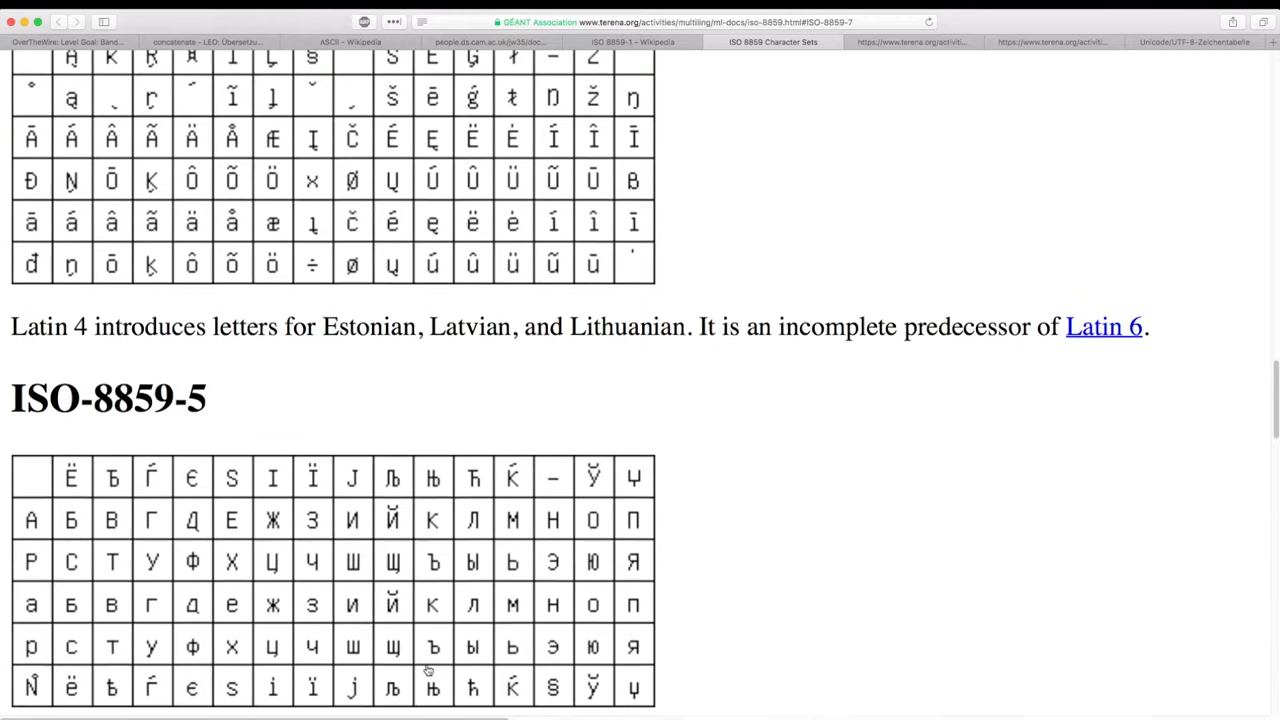 GÉANT Association www.terena.org/activities/multiling/ml-docs/iso-8859.html#ISO-8859-7
OverTheWire: Level Goal: Band... concatenate - LEO: Übersetzu... ASCII - Wikipedia people.ds.cam.ac.uk/jw35/doc... ISO 8859-1 - Wikipedia ISO 8859 Character Sets https://www.terena.org/activiti... https://www.terena.org/activiti... Unicode/UTF-8-Zeichentabelle
° ą ˛ ŗ ´ ĩ ļ ˇ ¸ š ē ģ ŧ Ŋ ž ŋ
Ā Á Â Ã Ä Å Æ Į Č É Ę Ë Ė Í Î Ī
Đ Ņ Ō Ķ Ô Õ Ö × Ø Ų Ú Û Ü Ũ Ū ß
ā á â ã ä å æ į č é ę ë ė í î ī
đ ņ ō ķ ô õ ö ÷ ø ų ú û ü ũ ū ˙
Latin 4 introduces letters for Estonian, Latvian, and Lithuanian. It is an incomplete predecessor of Latin 6.
ISO-8859-5
Ё Ђ Ѓ Є Ѕ І Ї Ј Љ Њ Ћ Ќ - Ў Џ
А Б В Г Д Е Ж З И Й К Л М Н О П
Р С Т У Ф Х Ц Ч Ш Щ Ъ Ы Ь Э Ю Я
а б в г д е ж з и й к л м н о п
р с т у ф х ц ч ш щ ъ ы ь э ю я
ё ђ ѓ є ѕ і ї ј љ њ ћ ќ § ў џ